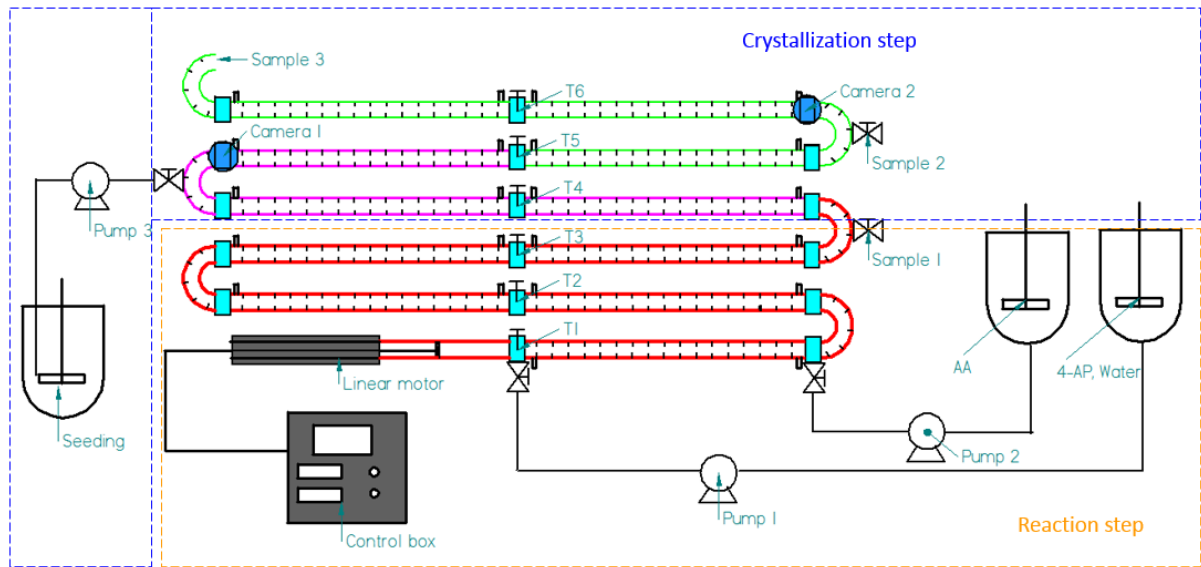 Crystallization step
Sample 3
T6
Camera 2
Camera 1
T5
Sample 2
T4
Pump 3
T3
Sample 1
T2
T1
AA
4-AP, Water
Linear motor
Seeding
Pump 2
Pump 1
Reaction step
Control box